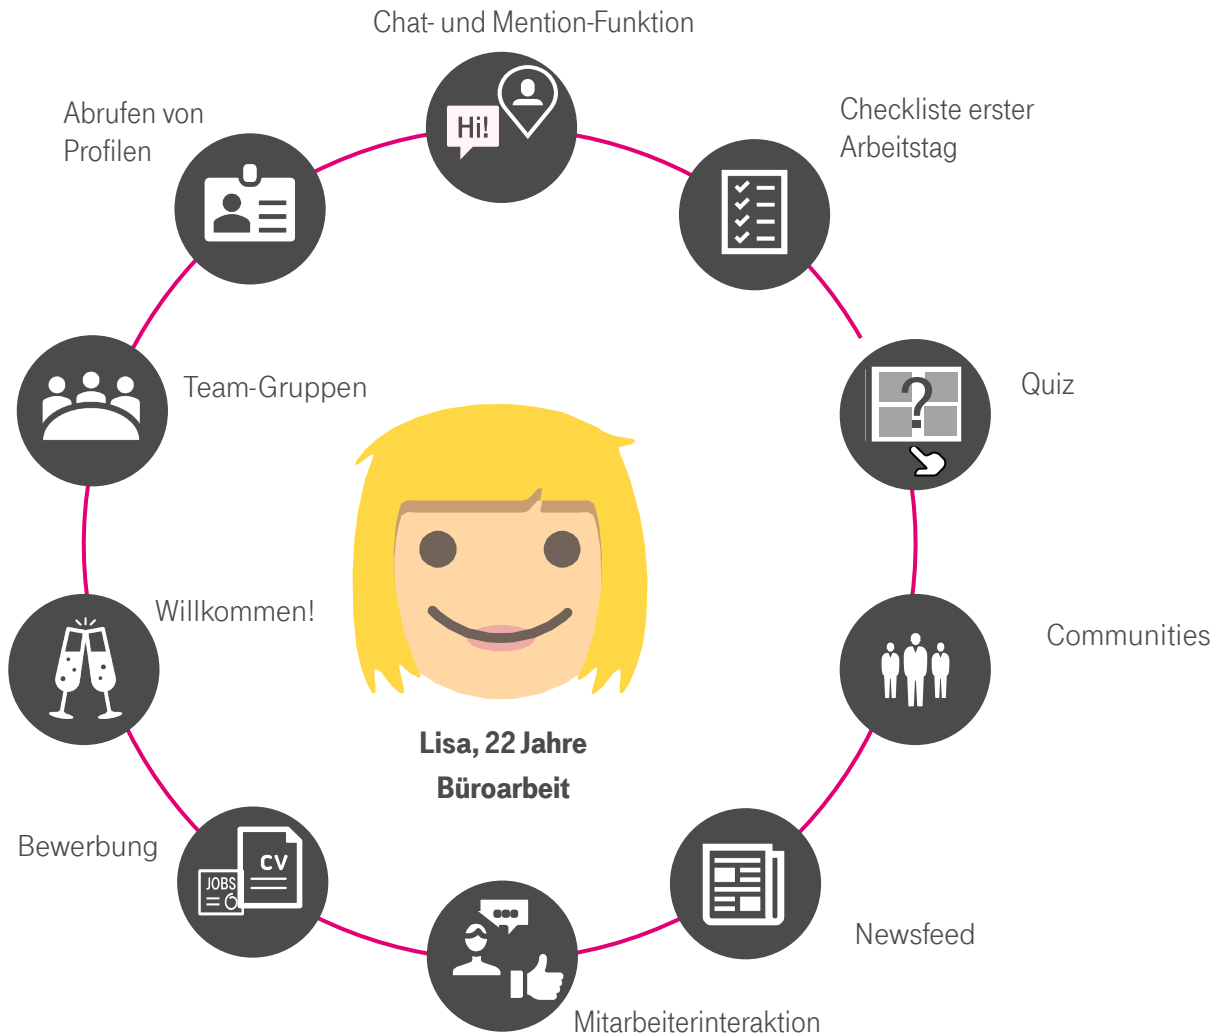 Chat- und Mention-Funktion
Hi!
Abrufen von
Profilen
Checkliste erster
Arbeitstag
Team-Gruppen
Quiz
?
Willkommen!
Communities
Lisa, 22 Jahre
Büroarbeit
Bewerbung
CV
JOBS
Newsfeed
Mitarbeiterinteraktion